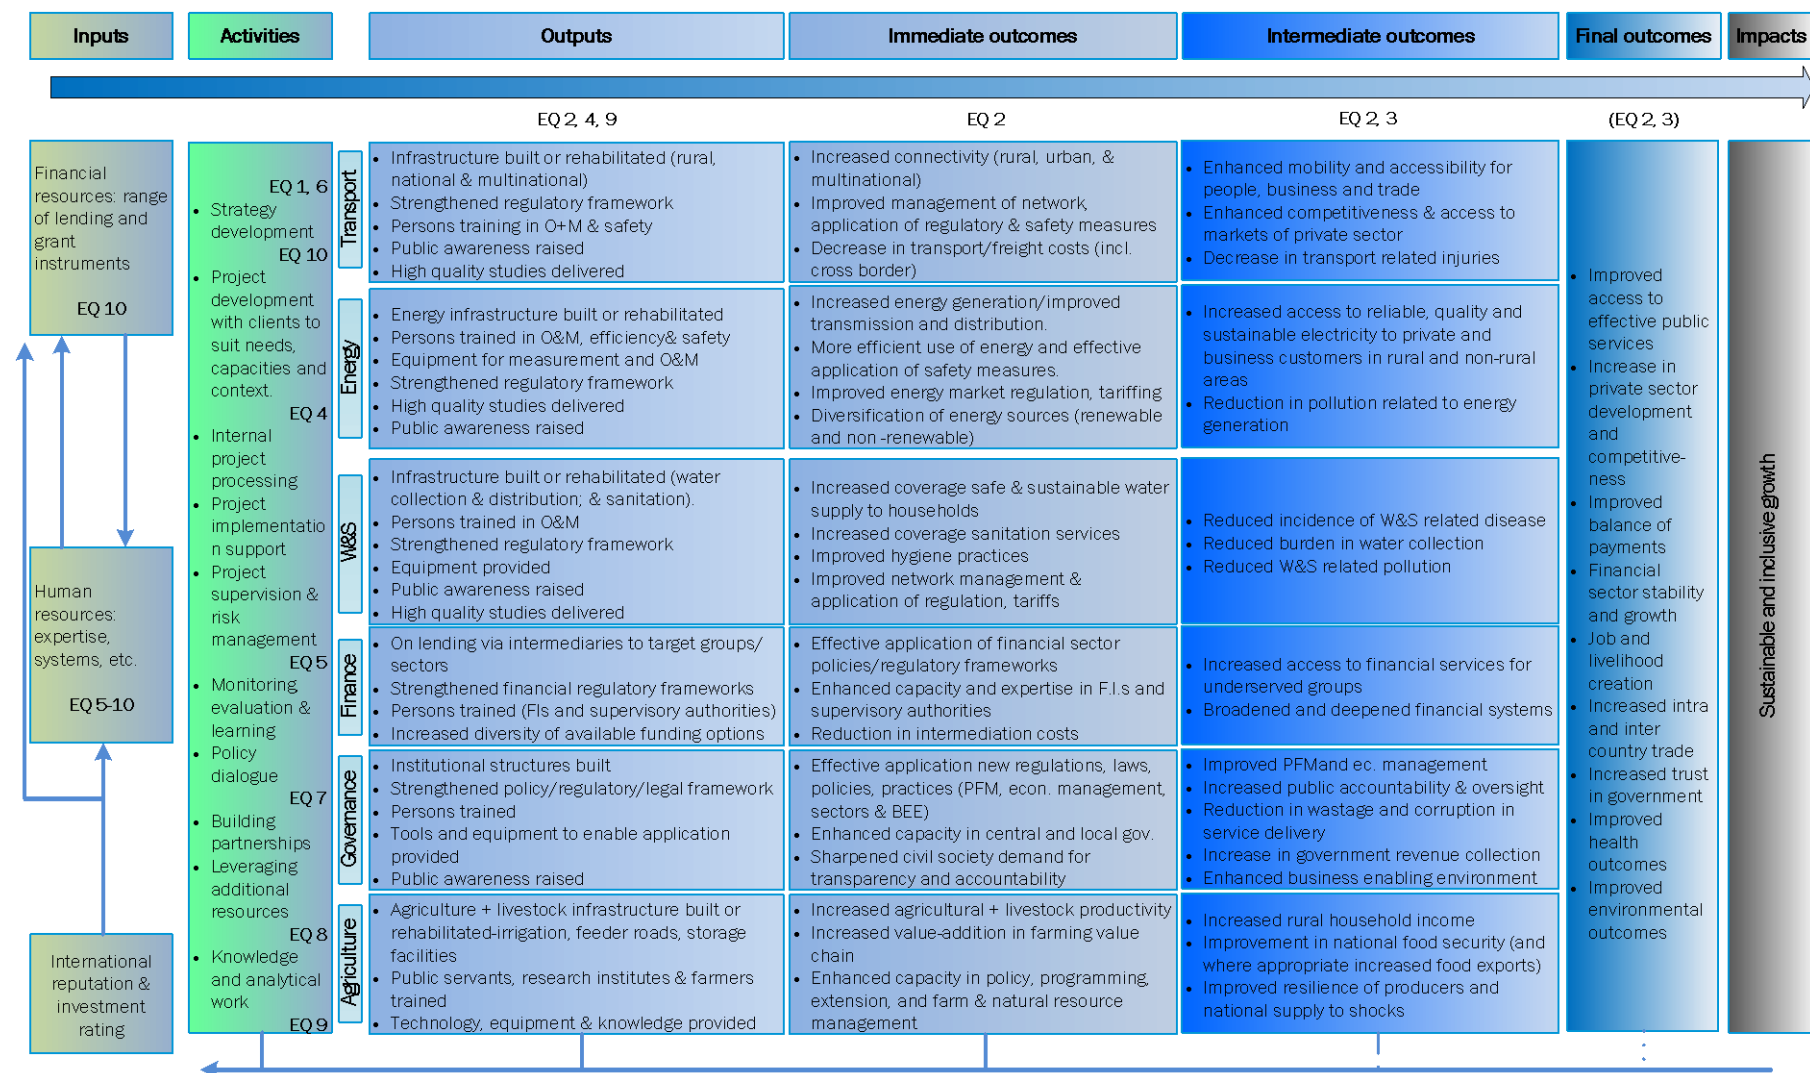 Inputs
Activities
Outputs
Immediate outcomes
Intermediate outcomes
Final outcomes
Impacts
EQ 2, 4, 9
EQ 2
EQ 2, 3
(EQ 2, 3)
Financial
resources: range
of lending and
grant
instruments
EQ 10
Human
resources:
expertise,
systems, etc.
EQ 5-10
International
reputation &
investment
rating
EQ 1, 6
• Strategy
development
EQ 10
• Project
development
with clients to
suit needs,
capacities and
context.
EQ 4
• Internal
project
processing
• Project
implementatio
n support
• Project
supervision &
risk
management
EQ 5
• Monitoring,
evaluation &
learning
• Policy
dialogue
EQ 7
• Building
partnerships
• Leveraging
additional
resources
EQ 8
• Knowledge
and analytical
work
EQ 9
Transport
• Infrastructure built or rehabilitated (rural,
national & multinational)
• Strengthened regulatory framework
• Persons training in O+M & safety
• Public awareness raised
• High quality studies delivered
• Increased connectivity (rural, urban, &
multinational)
• Improved management of network,
application of regulatory & safety measures
• Decrease in transport/freight costs (incl.
cross border)
• Enhanced mobility and accessibility for
people, business and trade
• Enhanced competitiveness & access to
markets of private sector
• Decrease in transport related injuries
Energy
• Energy infrastructure built or rehabilitated
• Persons trained in O&M, efficiency& safety
• Equipment for measurement and O&M
• Strengthened regulatory framework
• High quality studies delivered
• Public awareness raised
• Increased energy generation/improved
transmission and distribution.
• More efficient use of energy and effective
application of safety measures.
• Improved energy market regulation, tariffing
• Diversification of energy sources (renewable
and non -renewable)
• Increased access to reliable, quality and
sustainable electricity to private and
business customers in rural and non-rural
areas
• Reduction in pollution related to energy
generation
W&S
• Infrastructure built or rehabilitated (water
collection & distribution; & sanitation).
• Persons trained in O&M
• Strengthened regulatory framework
• Equipment provided
• Public awareness raised
• High quality studies delivered
• Increased coverage safe & sustainable water
supply to households
• Increased coverage sanitation services
• Improved hygiene practices
• Improved network management &
application of regulation, tariffs
• Reduced incidence of W&S related disease
• Reduced burden in water collection
• Reduced W&S related pollution
Finance
• On lending via intermediaries to target groups/
sectors
• Strengthened financial regulatory frameworks
• Persons trained (FIs and supervisory authorities)
• Increased diversity of available funding options
• Effective application of financial sector
policies/regulatory frameworks
• Enhanced capacity and expertise in F.I.s and
supervisory authorities
• Reduction in intermediation costs
• Increased access to financial services for
underserved groups
• Broadened and deepened financial systems
Governance
• Institutional structures built
• Strengthened policy/regulatory/legal framework
• Persons trained
• Tools and equipment to enable application
provided
• Public awareness raised
• Effective application new regulations, laws,
policies, practices (PFM, econ. management,
sectors & BEE)
• Enhanced capacity in central and local gov.
• Sharpened civil society demand for
transparency and accountability
• Improved PFMand ec. management
• Increased public accountability & oversight
• Reduction in wastage and corruption in
service delivery
• Increase in government revenue collection
• Enhanced business enabling environment
Agriculture
• Agriculture + livestock infrastructure built or
rehabilitated-irrigation, feeder roads, storage
facilities
• Public servants, research institutes & farmers
trained
• Technology, equipment & knowledge provided
• Increased agricultural + livestock productivity
• Increased value-addition in farming value
chain
• Enhanced capacity in policy, programming,
extension, and farm & natural resource
management
• Increased rural household income
• Improvement in national food security (and
where appropriate increased food exports)
• Improved resilience of producers and
national supply to shocks
• Improved
access to
effective public
services
• Increase in
private sector
development
and
competitive-
ness
• Improved
balance of
payments
• Financial
sector stability
and growth
• Job and
livelihood
creation
• Increased intra
and inter
country trade
• Increased trust
in government
• Improved
health
outcomes
• Improved
environmental
outcomes
Sustainable and inclusive growth